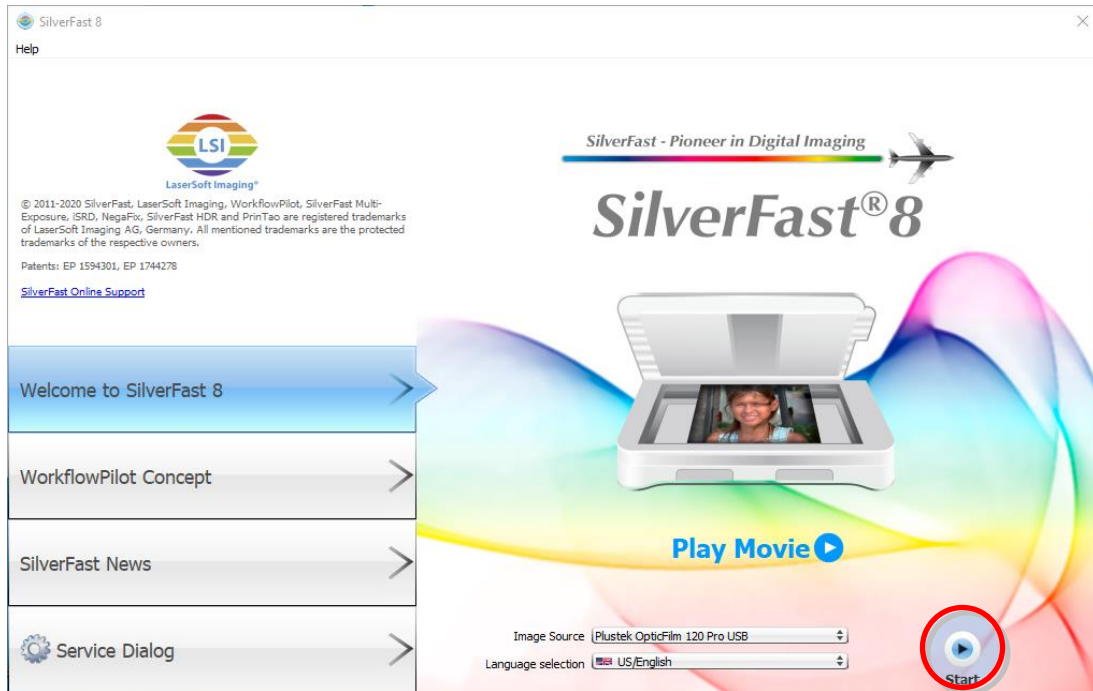 SilverFast 8
Help
LSI
LaserSoft Imaging®
© 2011-2020 SilverFast, LaserSoft Imaging, WorkflowPilot, SilverFast Multi-
Exposure, iSRD, NegaFix, SilverFast HDR and PrinTao are registered trademarks
of LaserSoft Imaging AG, Germany. All mentioned trademarks are the protected
trademarks of the respective owners.
Patents: EP 1594301, EP 1744278
SilverFast Online Support
Welcome to SilverFast 8
WorkflowPilot Concept
SilverFast News
Service Dialog
SilverFast - Pioneer in Digital Imaging
SilverFast®8
Play Movie
Image Source Plustek OpticFilm 120 Pro USB
Language selection US/English
Start